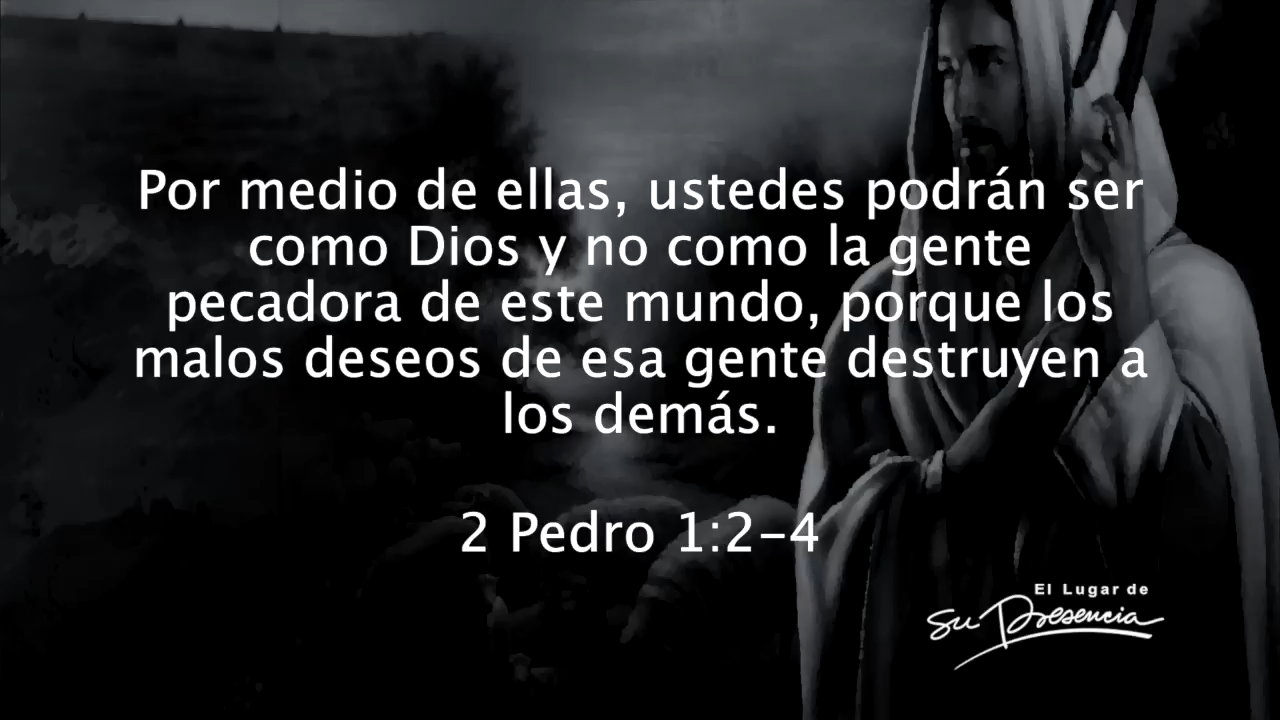 Por medio de ellas, ustedes podrán ser
como Dios y no como la gente
pecadora de este mundo, porque los
malos deseos de esa gente destruyen a
los demás.
2 Pedro 1:2-4
El Lugar de
Su Presencia